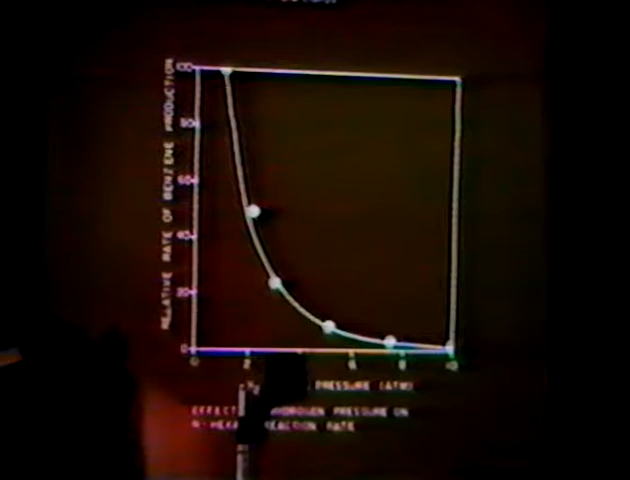 RELATIVE RATE OF BENZENE PRODUCTION
100
80
60
40
20
0
0 2 6 8 10
PRESSURE (ATM)
EFFECT HYDROGEN PRESSURE ON
REACTION RATE